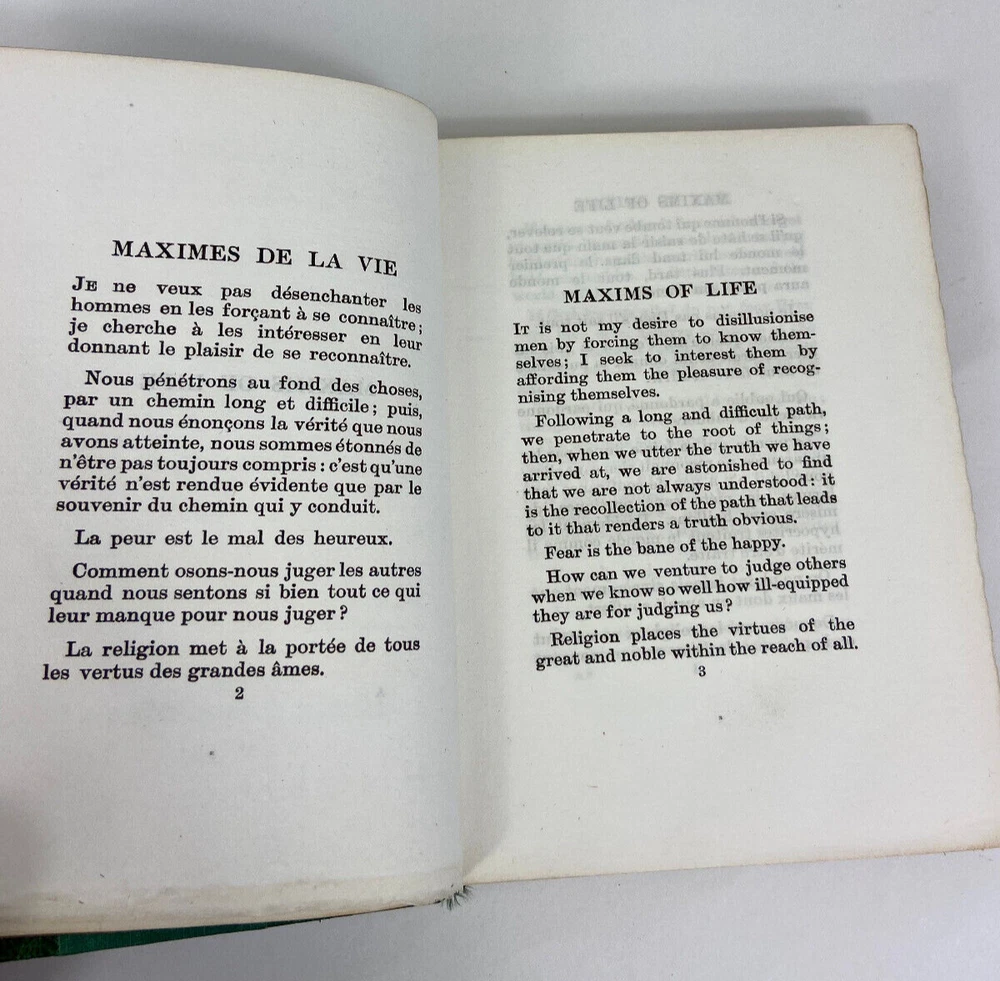 MAXIMES DE LA VIE
JE ne veux pas désenchanter les
hommes en les forçant à se connaître;
je cherche à les intéresser en leur
donnant le plaisir de se reconnaître.
Nous pénétrons au fond des choses,
par un chemin long et difficile; puis,
quand nous énonçons la vérité que nous
avons atteinte, nous sommes étonnés de
n'être pas toujours compris: c'est qu'une
vérité n'est rendue évidente que par le
souvenir du chemin qui y conduit.
La peur est le mal des heureux.
Comment osons-nous juger les autres
quand nous sentons si bien tout ce qui
leur manque pour nous juger?
La religion met à la portée de tous
les vertus des grandes âmes.
2
MAXIMS OF LIFE
IT is not my desire to disillusionise
men by forcing them to know them-
selves; I seek to interest them by
affording them the pleasure of recog-
nising themselves.
Following a long and difficult path,
we penetrate to the root of things;
then, when we utter the truth we have
arrived at, we are astonished to find
that we are not always understood: it
is the recollection of the path that leads
to it that renders a truth obvious.
Fear is the bane of the happy.
How can we venture to judge others
when we know so well how ill-equipped
they are for judging us?
Religion places the virtues of the
great and noble within the reach of all.
3